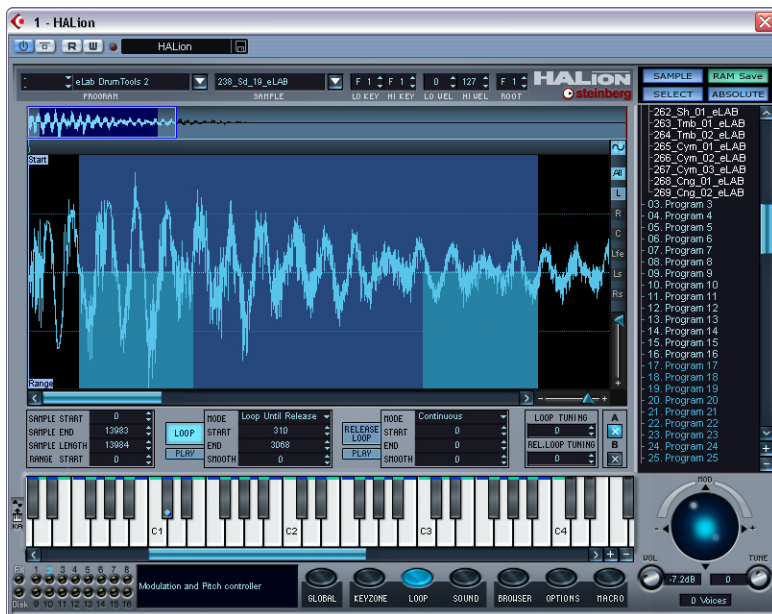 1 - HALion
R W HALion
eLab DrumTools 2 238_Sd_19_eLAB F 1 F 1 0 127 F 1 HALion
PROGRAM SAMPLE LO KEY HI KEY LO VEL HI VEL ROOT steinberg
SAMPLE RAM Save
SELECT ABSOLUTE
262_Sh_01_eLAB
263_Tmb_01_eLAB
264_Tmb_02_eLAB
265_Cym_01_eLAB
266_Cym_02_eLAB
267_Cym_03_eLAB
268_Cng_01_eLAB
269_Cng_02_eLAB
03. Program 3
04. Program 4
05. Program 5
06. Program 6
07. Program 7
08. Program 8
09. Program 9
10. Program 10
11. Program 11
12. Program 12
13. Program 13
14. Program 14
15. Program 15
16. Program 16
17. Program 17
18. Program 18
19. Program 19
20. Program 20
21. Program 21
22. Program 22
23. Program 23
24. Program 24
25. Program 25
Start
All
L
R
C
Lfe
Ls
Rs
Range
SAMPLE START 0
SAMPLE END 13983
SAMPLE LENGTH 13984
RANGE START 0
LOOP
PLAY
MODE Loop Until Release
START 310
END 3068
SMOOTH 0
RELEASE LOOP
PLAY
MODE Continuous
START 0
END 0
SMOOTH 0
LOOP TUNING
0
REL.LOOP TUNING
0
A
X
B
X
KA
C1 C2 C3 C4
MOD
VOL -7.2dB 0 TUNE
0 Voices
FX 1 2 3 4 5 6 7 8
Disk 9 10 11 12 13 14 15 16
Modulation and Pitch controller
GLOBAL KEYZONE LOOP SOUND BROWSER OPTIONS MACRO